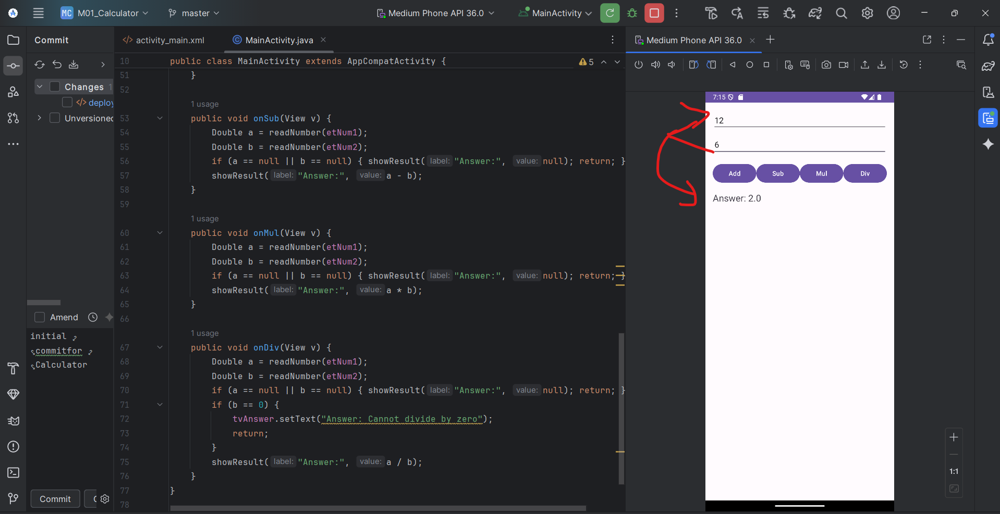 MC M01_Calculator master Medium Phone API 36.0 MainActivity
Commit
activity_main.xml MainActivity.java
Medium Phone API 36.0
Changes 1
deploy
Unversioned
Amend
initial
commitfor
Calculator
Commit
10 public class MainActivity extends AppCompatActivity { 5
51 }
52
1 usage
53 public void onSub(View v) {
54 Double a = readNumber(etNum1);
55 Double b = readNumber(etNum2);
56 if (a == null || b == null) { showResult( label: "Answer:", value: null); return; }
57 showResult( label: "Answer:", value: a - b);
58 }
59
1 usage
60 public void onMul(View v) {
61 Double a = readNumber(etNum1);
62 Double b = readNumber(etNum2);
63 if (a == null || b == null) { showResult( label: "Answer:", value: null); return; }
64 showResult( label: "Answer:", value: a * b);
65 }
66
1 usage
67 public void onDiv(View v) {
68 Double a = readNumber(etNum1);
69 Double b = readNumber(etNum2);
70 if (a == null || b == null) { showResult( label: "Answer:", value: null); return; }
71 if (b == 0) {
72 tvAnswer.setText("Answer: Cannot divide by zero");
73 return;
74 }
75 showResult( label: "Answer:", value: a / b);
76 }
77 }
78
7:15
12
6
Add Sub Mul Div
Answer: 2.0
1:1